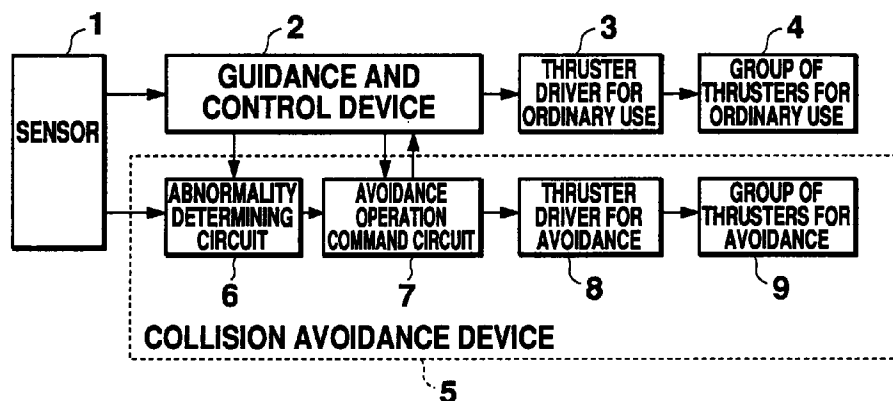 1
2
3
4
SENSOR
GUIDANCE AND
CONTROL DEVICE
THRUSTER
DRIVER FOR
ORDINARY USE
GROUP OF
THRUSTERS FOR
ORDINARY USE
ABNORMALITY
DETERMINING
CIRCUIT
AVOIDANCE
OPERATION
COMMAND CIRCUIT
THRUSTER
DRIVER FOR
AVOIDANCE
GROUP OF
THRUSTERS FOR
AVOIDANCE
6
7
8
9
COLLISION AVOIDANCE DEVICE
5